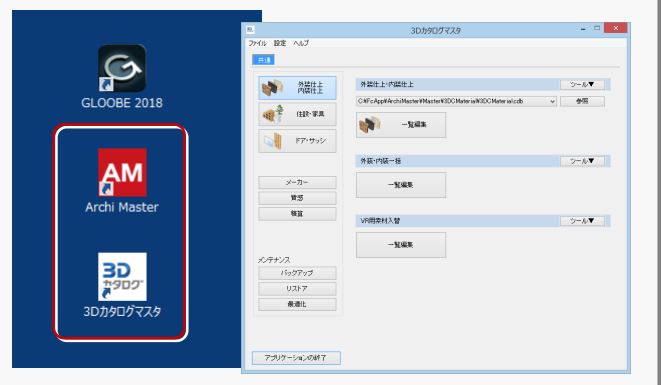 GLOOBE 2018
AM
Archi Master
3D
カタログ
3Dカタログマスタ
3Dカタログマスタ
ファイル 設定 ヘルプ
共通
外装仕上
内装仕上
住設・家具
ドア・サッシ
メーカー
質感
積算
メンテナンス
バックアップ
リストア
最適化
アプリケーションの終了
外装仕上・内装仕上
ツール▼
C:¥FcApp¥ArchiMaster¥Master¥3DCMaterial¥3DCMaterial.cdb
参照
一覧編集
外装・内装一括
ツール▼
一覧編集
VR用素材入替
ツール▼
一覧編集